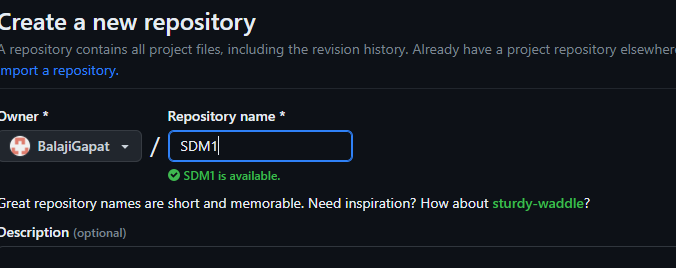 Create a new repository
A repository contains all project files, including the revision history. Already have a project repository elsewhere
import a repository.
Owner * Repository name *
BalajiGapat / SDM1
SDM1 is available.
Great repository names are short and memorable. Need inspiration? How about sturdy-waddle?
Description (optional)